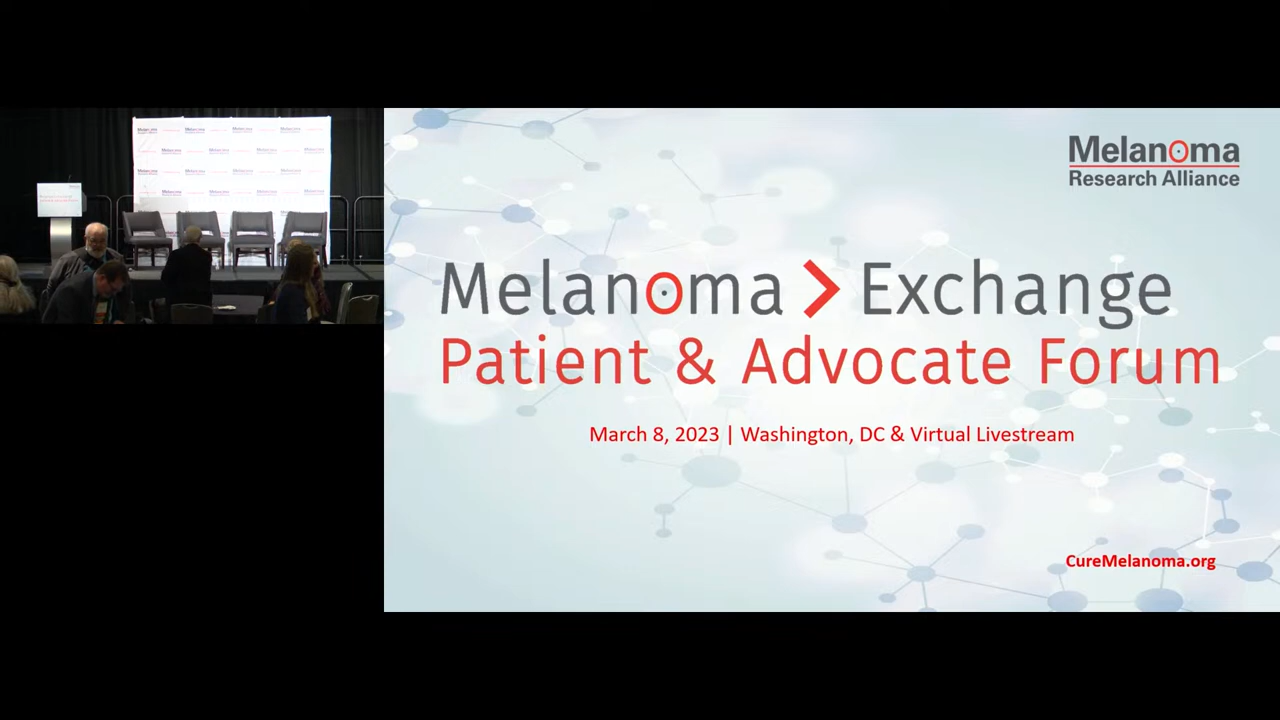 Melanoma
Research Alliance
Melanoma > Exchange
Patient & Advocate Forum
March 8, 2023 | Washington, DC & Virtual Livestream
CureMelanoma.org